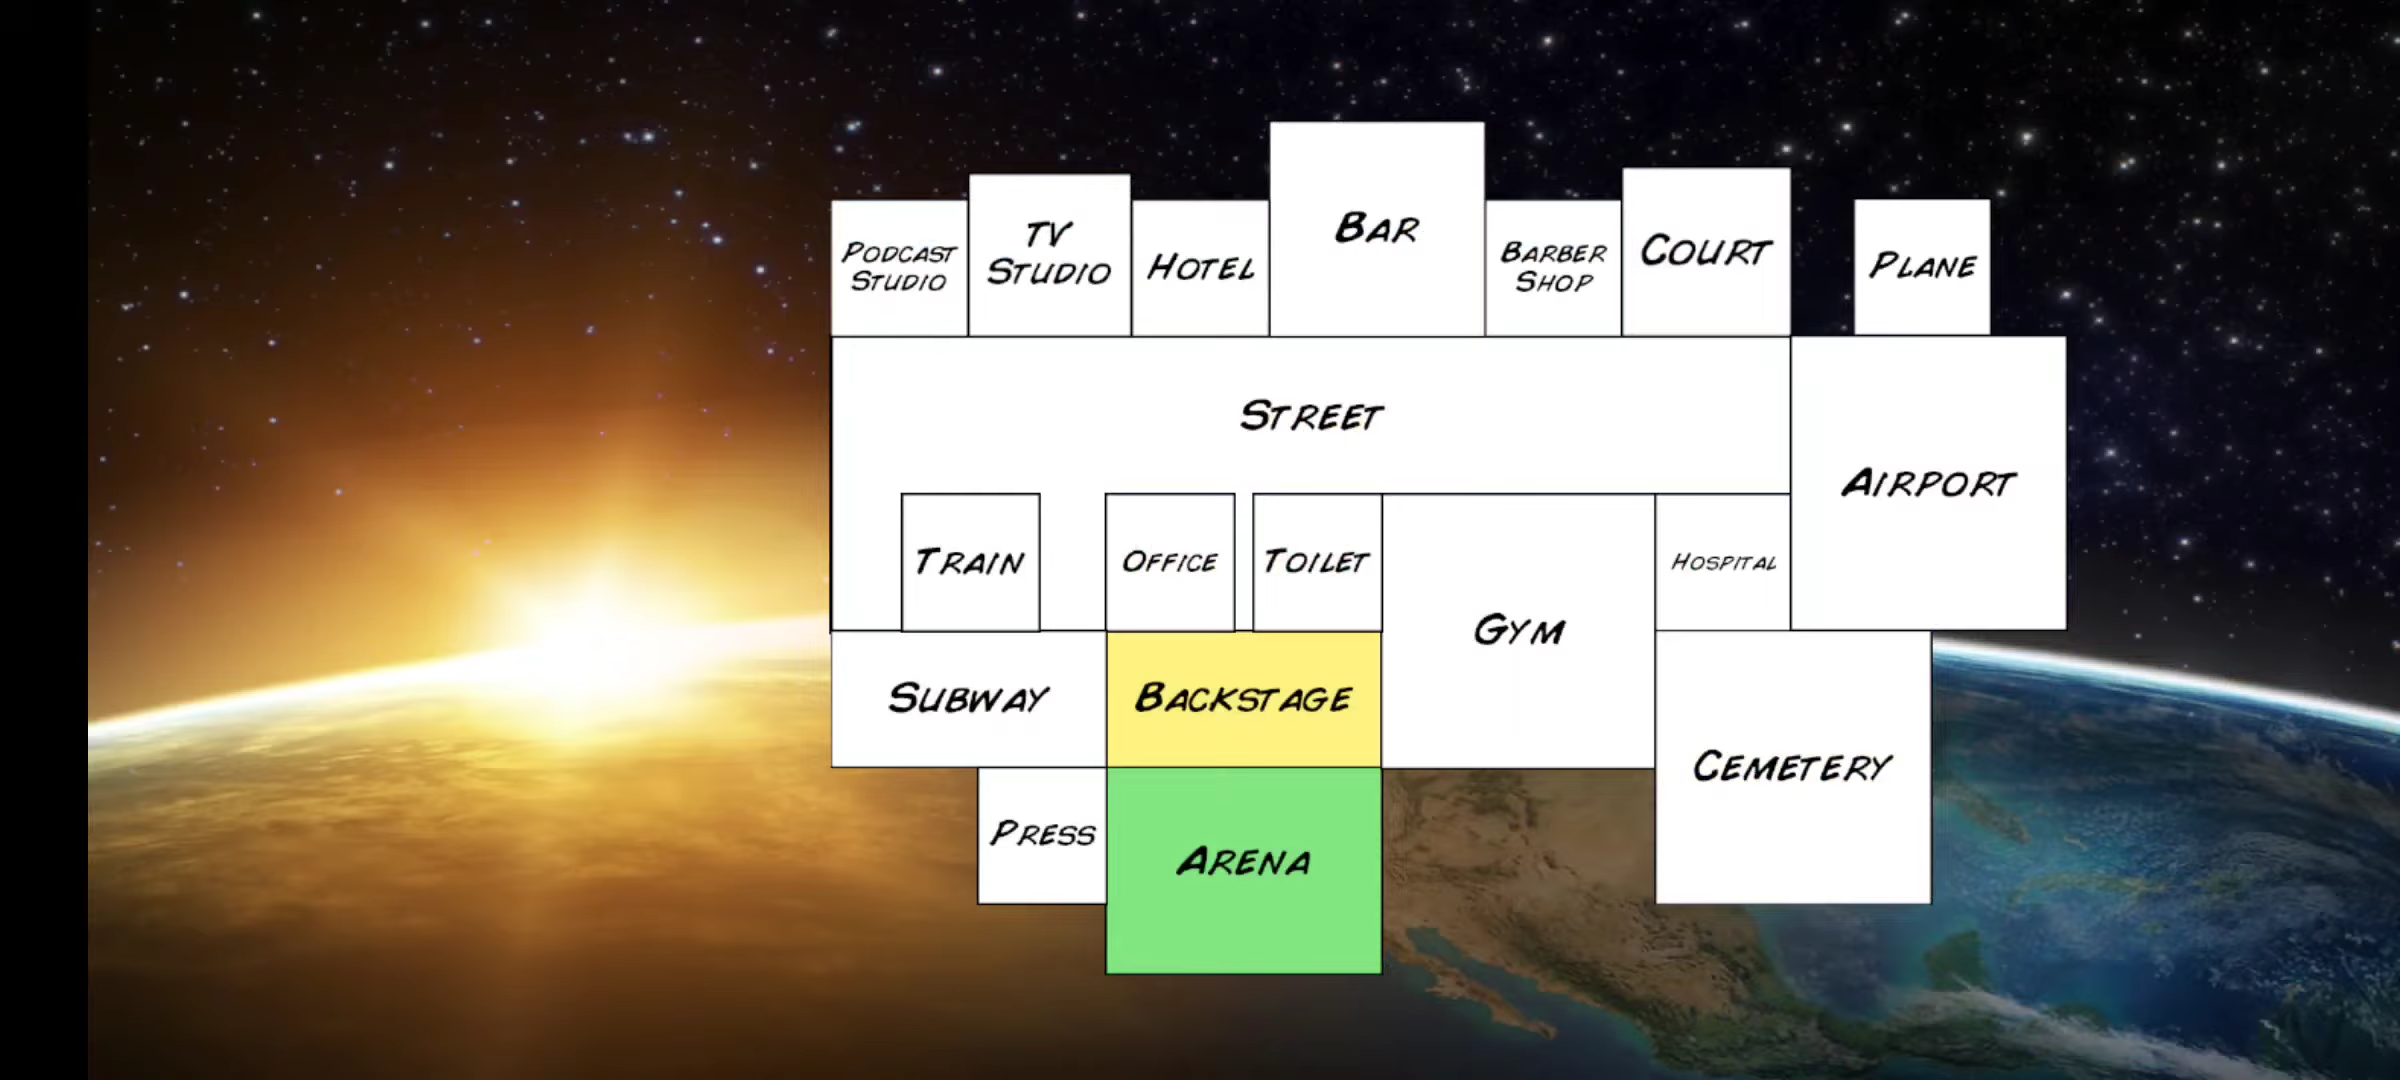 PODCAST
STUDIO
TV
STUDIO
HOTEL
BAR
BARBER
SHOP
COURT
PLANE
STREET
AIRPORT
TRAIN
OFFICE
TOILET
GYM
HOSPITAL
SUBWAY
BACKSTAGE
CEMETERY
PRESS
ARENA